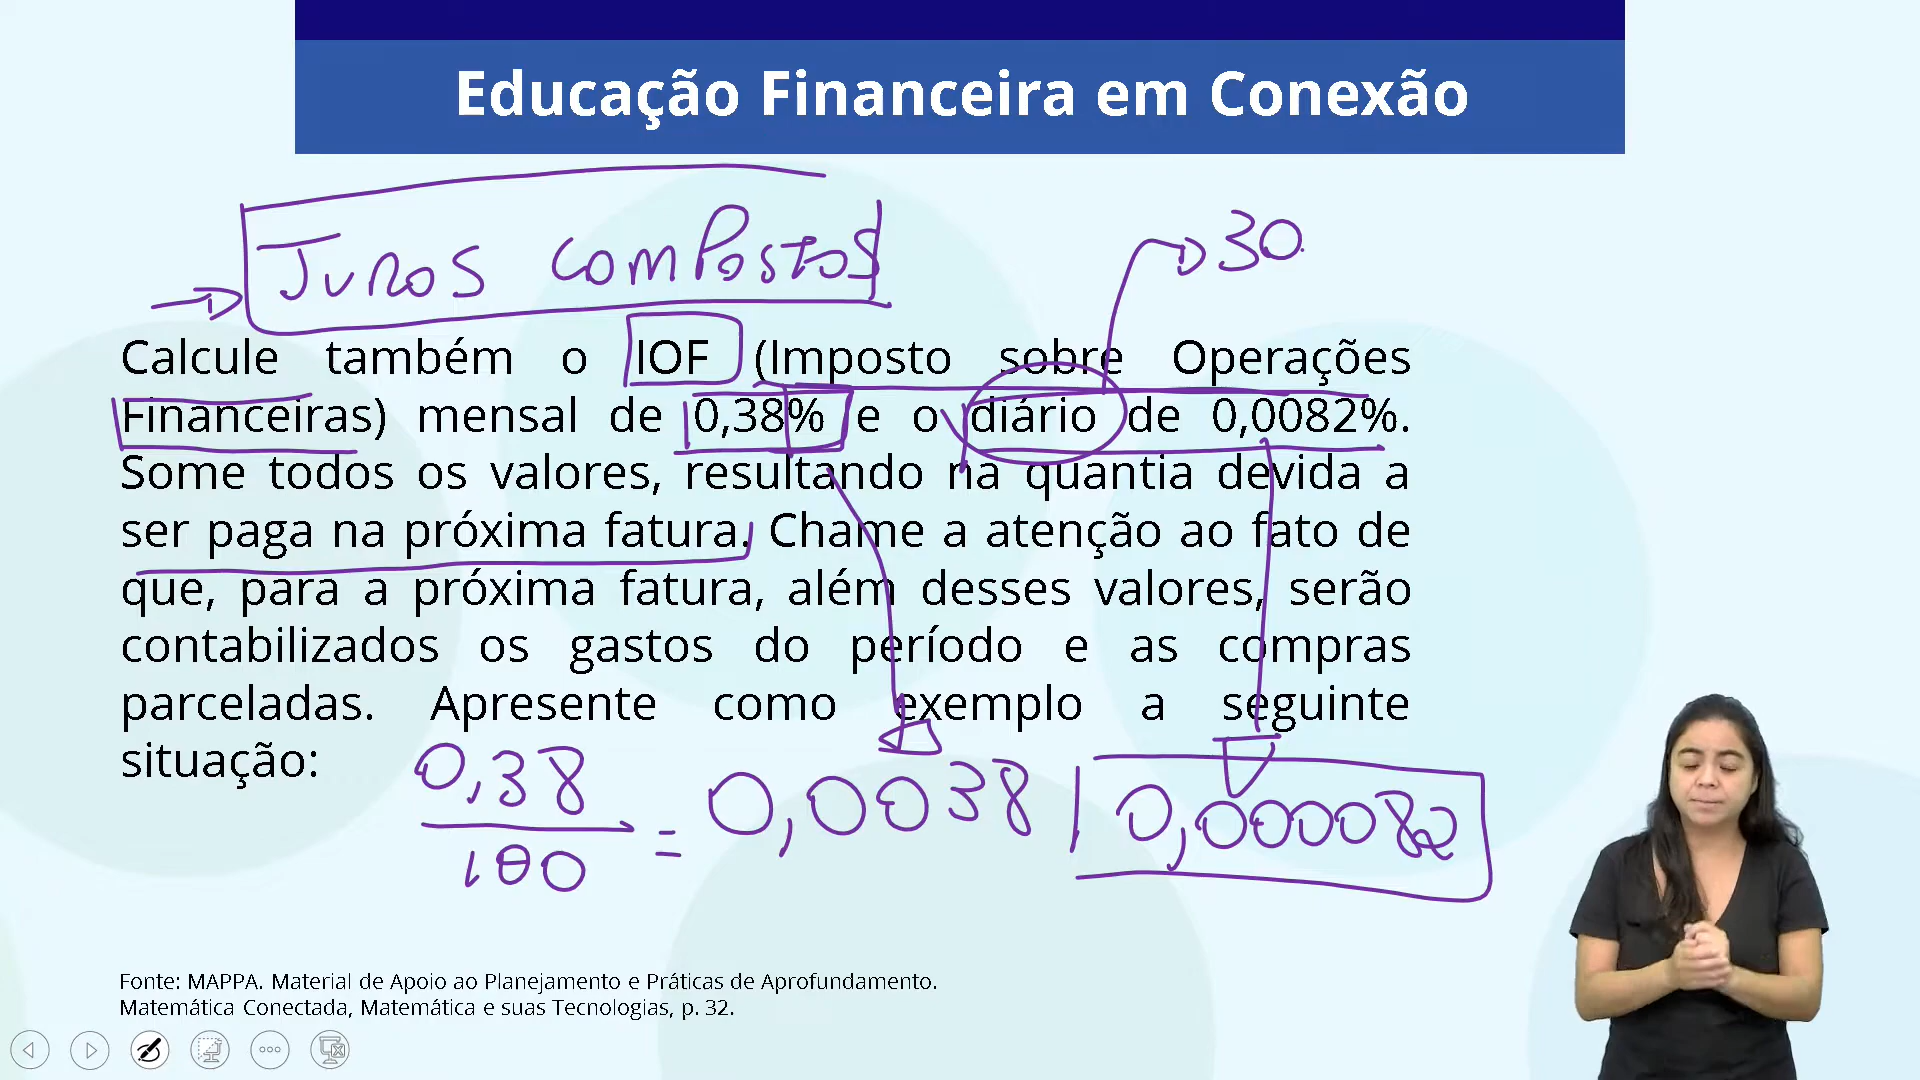 Educação Financeira em Conexão
30
JUROS COMPOSTOS
Calcule também o IOF (Imposto sobre Operações
Financeiras) mensal de 0,38% e o diário de 0,0082%.
Some todos os valores, resultando na quantia devida a
ser paga na próxima fatura. Chame a atenção ao fato de
que, para a próxima fatura, além desses valores, serão
contabilizados os gastos do período e as compras
parceladas. Apresente como exemplo a seguinte
situação:
0,38
100
= 0,0038 | 0,000082
Fonte: MAPPA. Material de Apoio ao Planejamento e Práticas de Aprofundamento.
Matemática Conectada, Matemática e suas Tecnologias, p. 32.